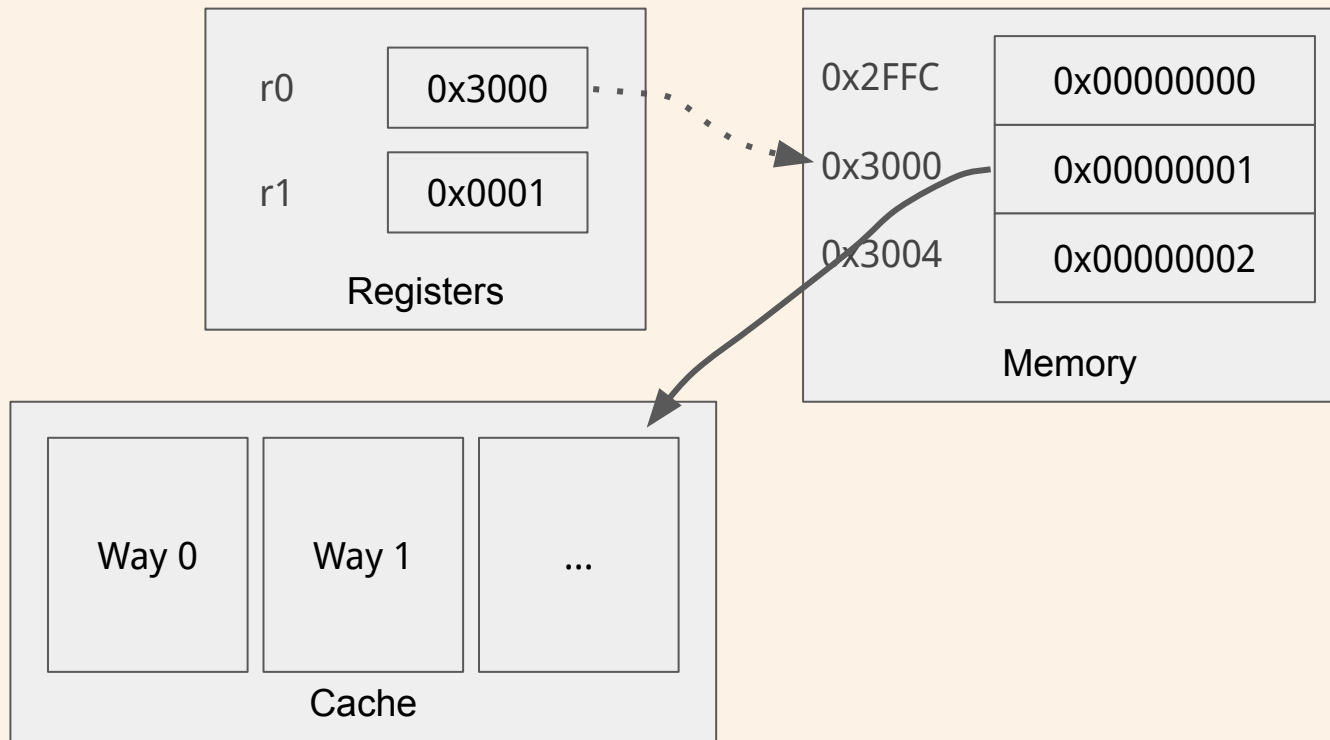 r0 0x3000
r1 0x0001
Registers
0x2FFC 0x00000000
0x3000 0x00000001
0x3004 0x00000002
Memory
Way 0 Way 1 ...
Cache